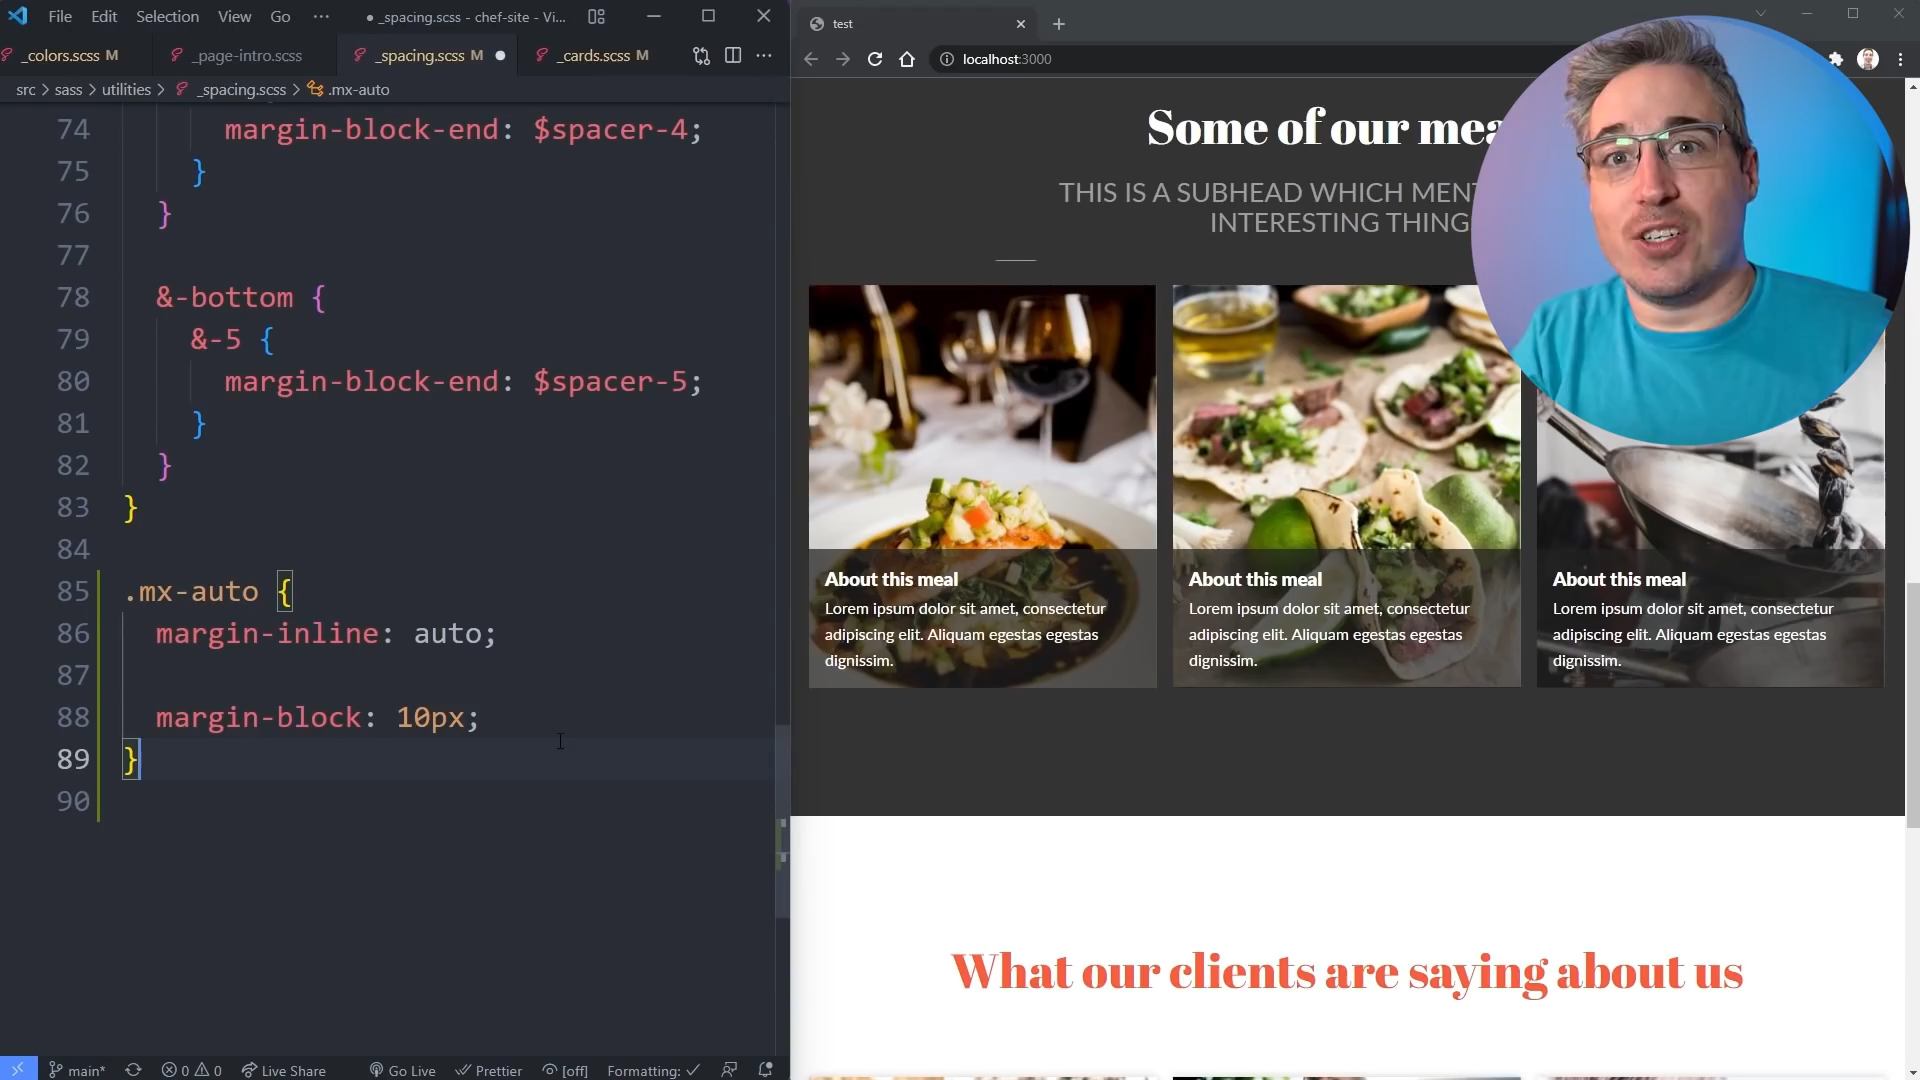 File Edit Selection View Go ··· ● _spacing.scss - chef-site - Vi...
_colors.scss M _page-intro.scss _spacing.scss M ● _cards.scss M
src > sass > utilities > _spacing.scss > .mx-auto
74 margin-block-end: $spacer-4;
75 }
76 }
77
78 &-bottom {
79 &-5 {
80 margin-block-end: $spacer-5;
81 }
82 }
83 }
84
85 .mx-auto {
86 margin-inline: auto;
87
88 margin-block: 10px;
89 }
90
main* 0 0 Live Share Go Live Prettier [off] Formatting: ✓
test
localhost:3000
Some of our mea
THIS IS A SUBHEAD WHICH MENT
INTERESTING THING
About this meal
Lorem ipsum dolor sit amet, consectetur
adipiscing elit. Aliquam egestas egestas
dignissim.
About this meal
Lorem ipsum dolor sit amet, consectetur
adipiscing elit. Aliquam egestas egestas
dignissim.
About this meal
Lorem ipsum dolor sit amet, consectetur
adipiscing elit. Aliquam egestas egestas
dignissim.
What our clients are saying about us